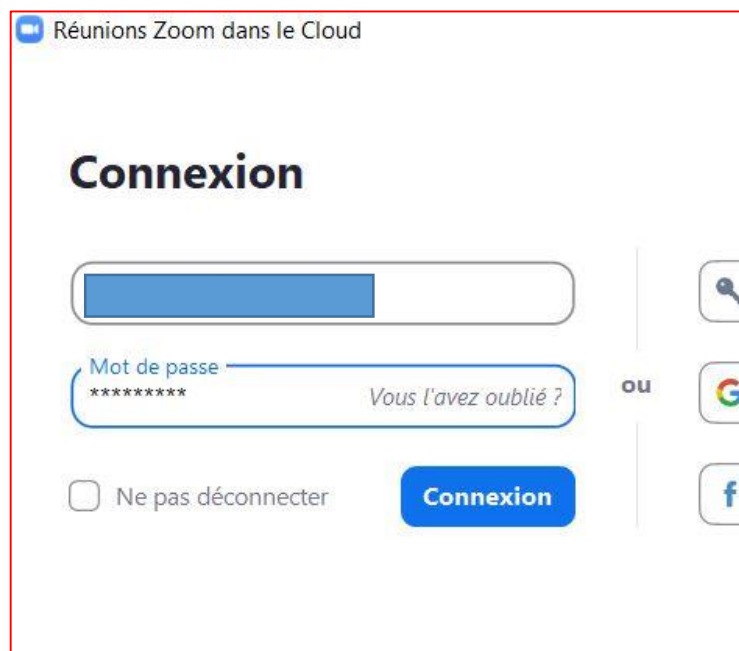 Réunions Zoom dans le Cloud
Connexion
Mot de passe
********* Vous l'avez oublié ?
ou
G
f
Ne pas déconnecter Connexion